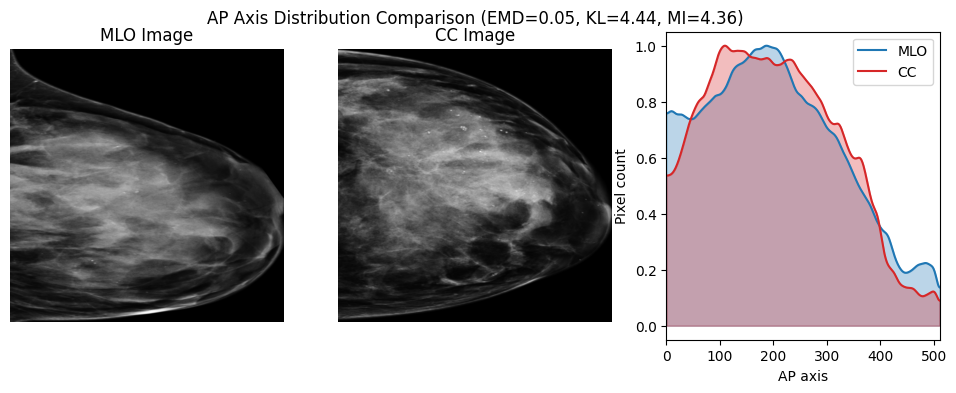 AP Axis Distribution Comparison (EMD=0.05, KL=4.44, MI=4.36)
MLO Image
CC Image
MLO
CC
Pixel count
1.0
0.8
0.6
0.4
0.2
0.0
0 100 200 300 400 500
AP axis